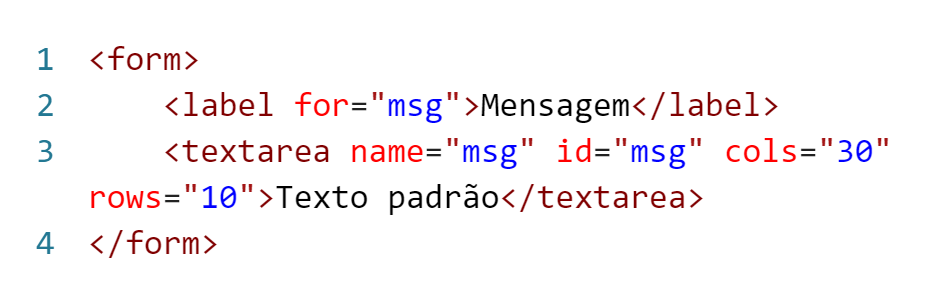 1 <form>
2     <label for="msg">Mensagem</label>
3     <textarea name="msg" id="msg" cols="30"
rows="10">Texto padrão</textarea>
4 </form>